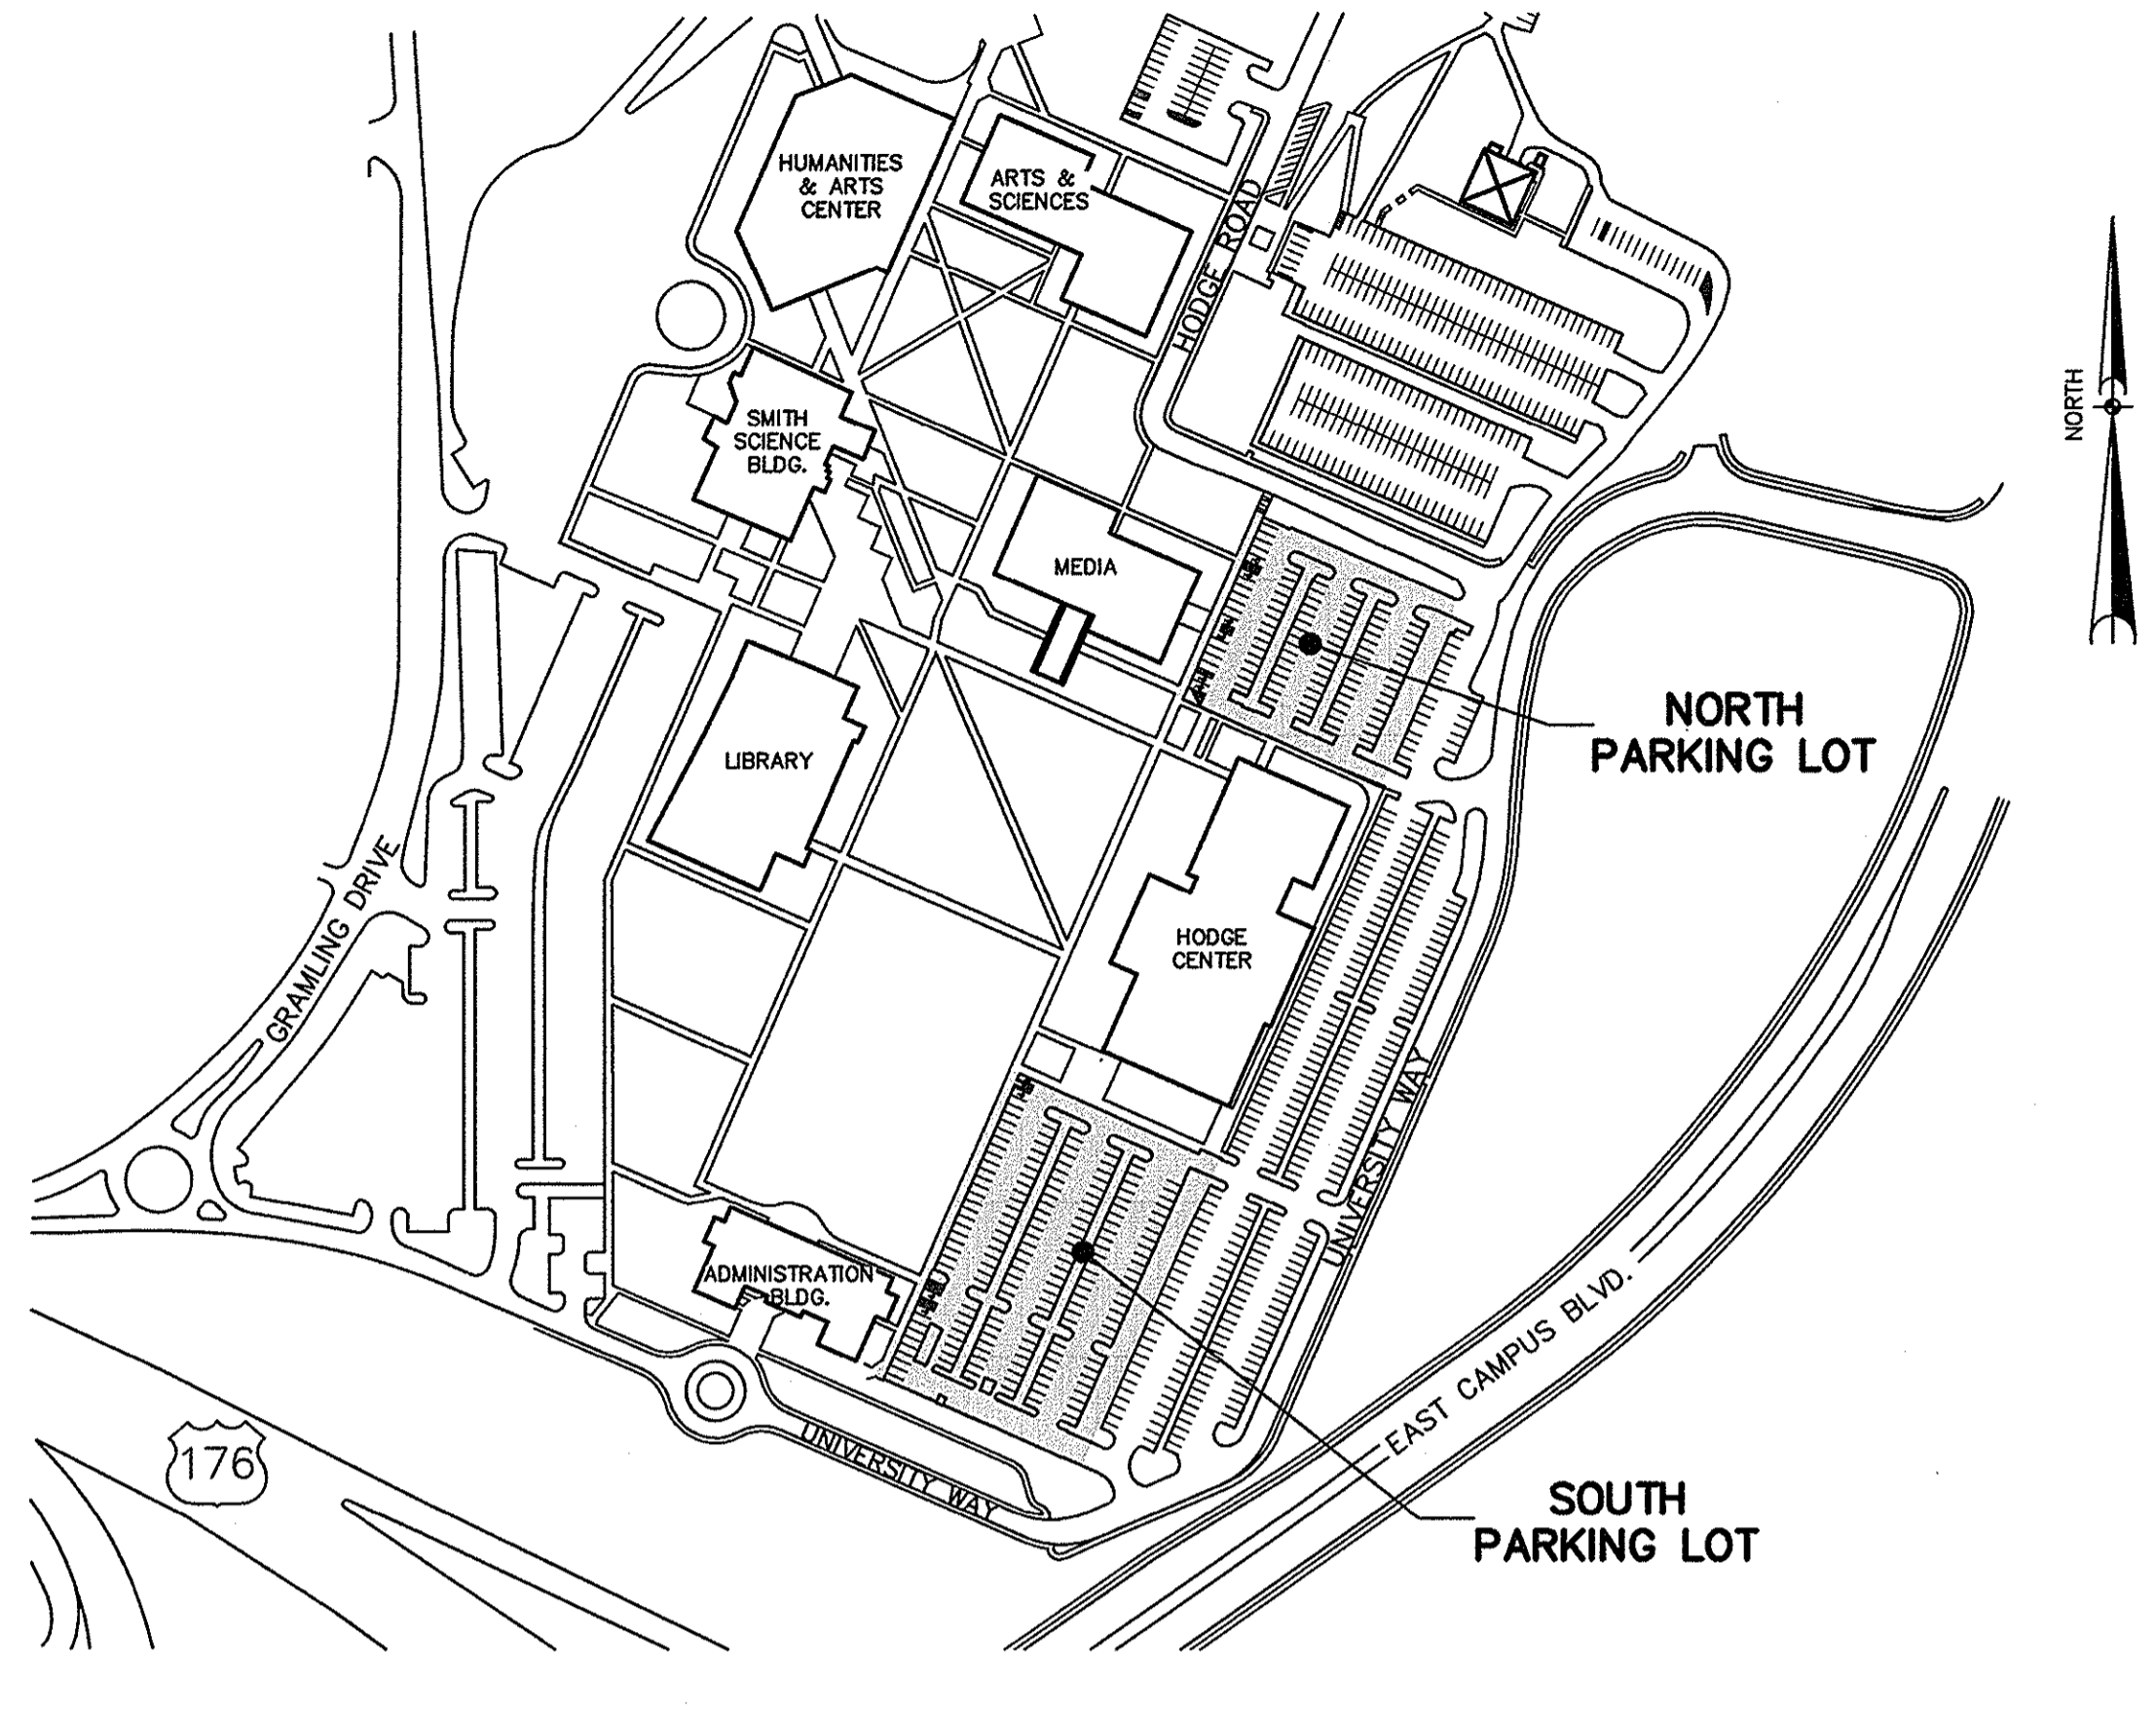 HUMANITIES
& ARTS
CENTER
ARTS &
SCIENCES
HODGE ROAD
SMITH
SCIENCE
BLDG.
NORTH
MEDIA
NORTH
PARKING LOT
LIBRARY
GRAMLING DRIVE
HODGE
CENTER
UNIVERSITY WAY
ADMINISTRATION
BLDG.
EAST CAMPUS BLVD.
176
UNIVERSITY WAY
SOUTH
PARKING LOT